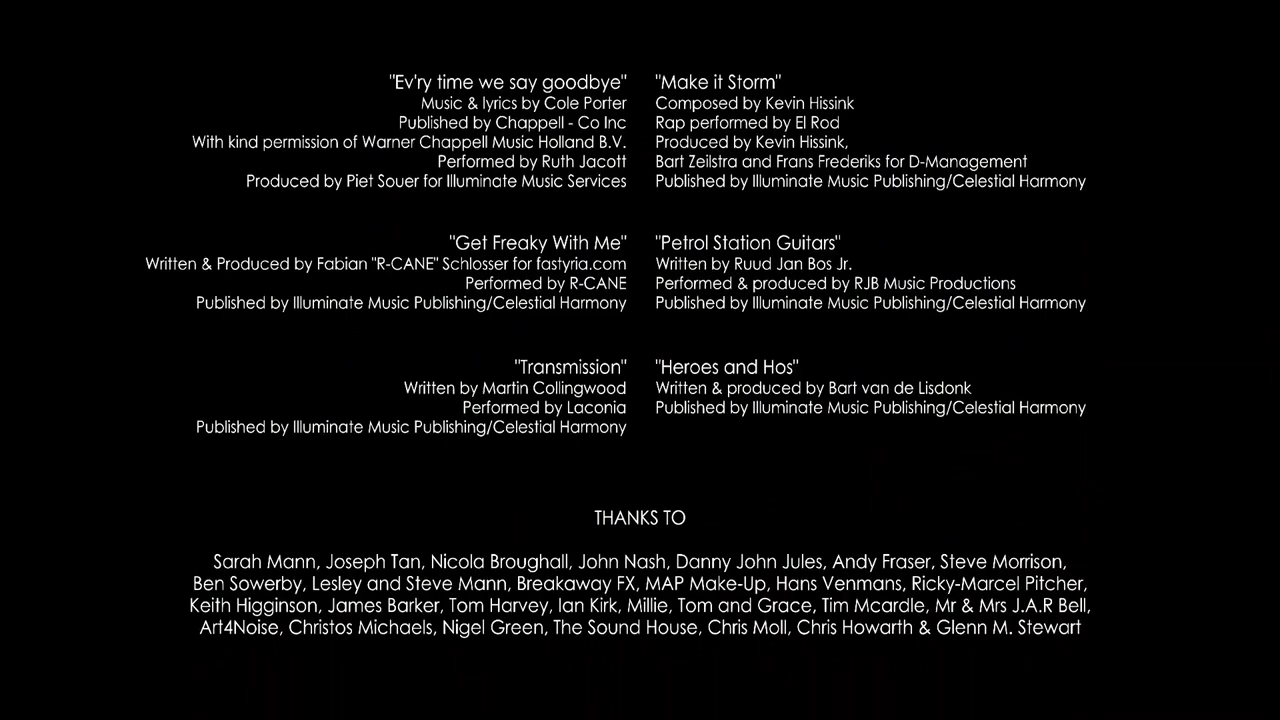 "Ev'ry time we say goodbye"
Music & lyrics by Cole Porter
Published by Chappell - Co Inc
With kind permission of Warner Chappell Music Holland B.V.
Performed by Ruth Jacott
Produced by Piet Souer for Illuminate Music Services
"Make it Storm"
Composed by Kevin Hissink
Rap performed by El Rod
Produced by Kevin Hissink,
Bart Zeilstra and Frans Frederiks for D-Management
Published by Illuminate Music Publishing/Celestial Harmony
"Get Freaky With Me"
Written & Produced by Fabian "R-CANE" Schlosser for fastyria.com
Performed by R-CANE
Published by Illuminate Music Publishing/Celestial Harmony
"Petrol Station Guitars"
Written by Ruud Jan Bos Jr.
Performed & produced by RJB Music Productions
Published by Illuminate Music Publishing/Celestial Harmony
"Transmission"
Written by Martin Collingwood
Performed by Laconia
Published by Illuminate Music Publishing/Celestial Harmony
"Heroes and Hos"
Written & produced by Bart van de Lisdonk
Published by Illuminate Music Publishing/Celestial Harmony
THANKS TO
Sarah Mann, Joseph Tan, Nicola Broughall, John Nash, Danny John Jules, Andy Fraser, Steve Morrison,
Ben Sowerby, Lesley and Steve Mann, Breakaway FX, MAP Make-Up, Hans Venmans, Ricky-Marcel Pitcher,
Keith Higginson, James Barker, Tom Harvey, Ian Kirk, Millie, Tom and Grace, Tim Mcardle, Mr & Mrs J.A.R Bell,
Art4Noise, Christos Michaels, Nigel Green, The Sound House, Chris Moll, Chris Howarth & Glenn M. Stewart